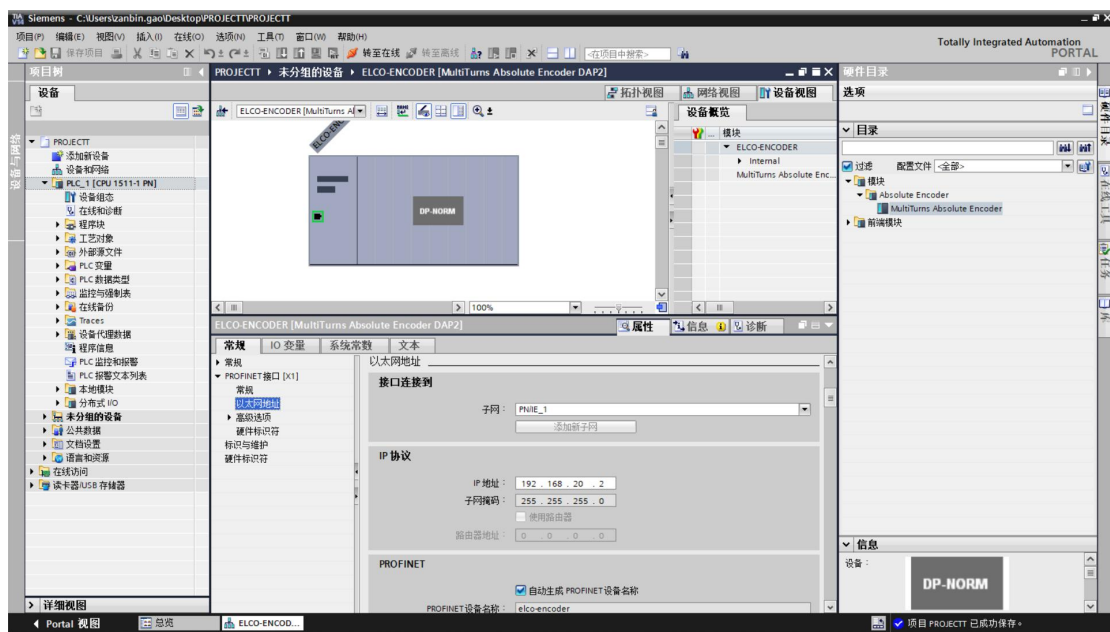 Siemens - C:\Users\zanbin.gao\Desktop\PROJECTT\PROJECTT
项目(P) 编辑(E) 视图(V) 插入(I) 在线(O) 选项(N) 工具(T) 窗口(W) 帮助(H)
Totally Integrated Automation
PORTAL
保存项目 转至在线 转至离线 <在项目中搜索>
项目树
PROJECTT 未分组的设备 ELCO-ENCODER [MultiTurns Absolute Encoder DAP2]
硬件目录
设备
拓扑视图 网络视图 设备视图
选项
ELCO-ENCODER [MultiTurns Al
设备概览
PROJECTT
添加新设备
设备和网络
PLC_1 [CPU 1511-1 PN]
设备组态
在线和诊断
程序块
工艺对象
外部源文件
PLC 变量
PLC 数据类型
监控与强制表
在线备份
Traces
设备代理数据
程序信息
PLC 监控和报警
PLC 报警文本列表
本地模块
分布式 I/O
未分组的设备
公共数据
文档设置
语言和资源
在线访问
读卡器/USB 存储器
详细视图
设备与网络
DP-NORM
100%
... 模块
ELCO-ENCODER
Internal
MultiTurns Absolute Enc...
目录
过滤 配置文件 <全部>
模块
Absolute Encoder
MultiTurns Absolute Encoder
前端模块
硬件目录
在线工具
任务
库
ELCO-ENCODER [MultiTurns Absolute Encoder DAP2]
属性 信息 诊断
常规 IO 变量 系统常数 文本
常规
PROFINET 接口 [X1]
常规
以太网地址
高级选项
硬件标识符
标识与维护
硬件标识符
以太网地址
接口连接到
子网: PN/IE_1
添加新子网
IP 协议
IP 地址: 192 . 168 . 20 . 2
子网掩码: 255 . 255 . 255 . 0
使用路由器
路由器地址: 0 . 0 . 0 . 0
PROFINET
自动生成 PROFINET 设备名称
PROFINET 设备名称: elco-encoder
信息
设备:
DP-NORM
Portal 视图 总览 ELCO-ENCOD...
项目 PROJECTT 已成功保存。